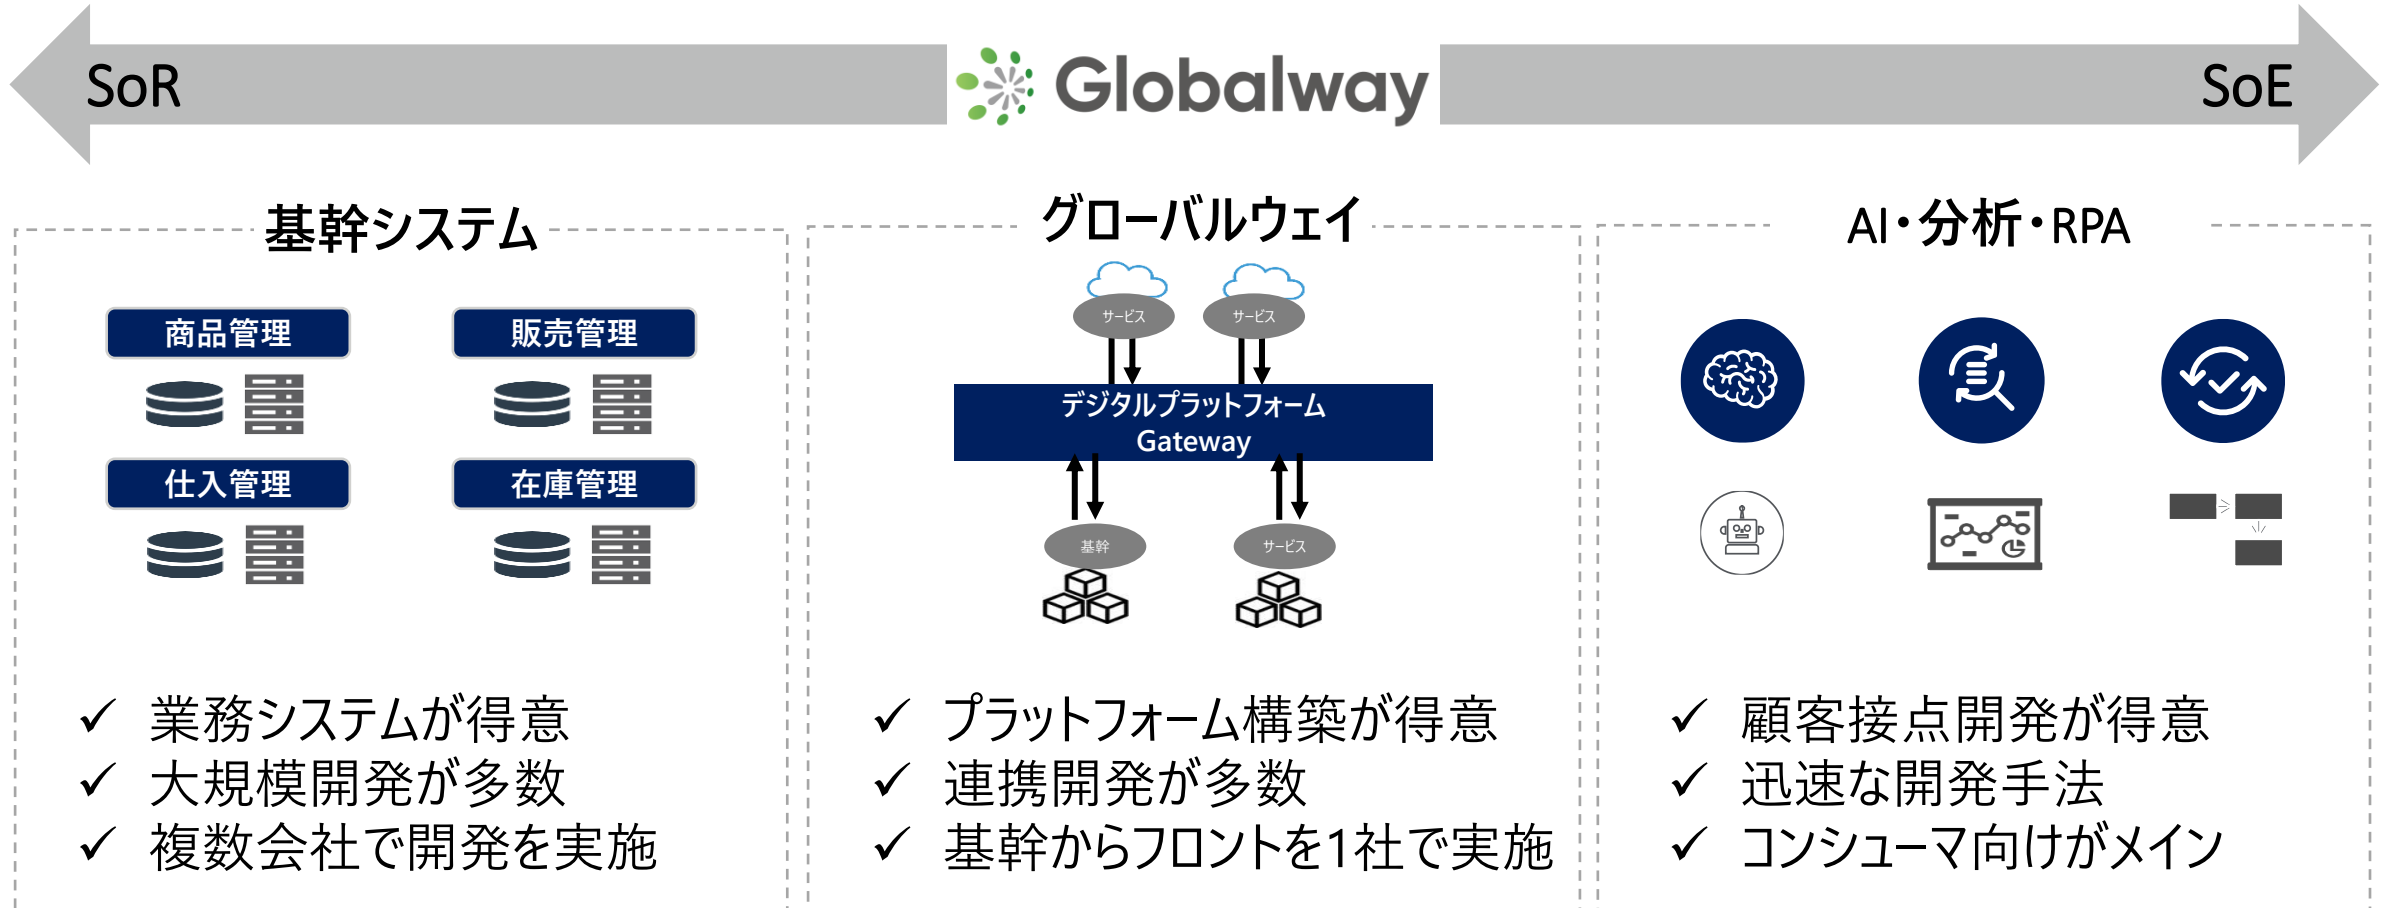 SoR
Globalway
SoE
基幹システム
商品管理
販売管理
仕入管理
在庫管理
✓ 業務システムが得意
✓ 大規模開発が多数
✓ 複数会社で開発を実施
グローバルウェイ
サービス
サービス
デジタルプラットフォーム
Gateway
基幹
サービス
✓ プラットフォーム構築が得意
✓ 連携開発が多数
✓ 基幹からフロントを1社で実施
AI・分析・RPA
✓ 顧客接点開発が得意
✓ 迅速な開発手法
✓ コンシューマ向けがメイン